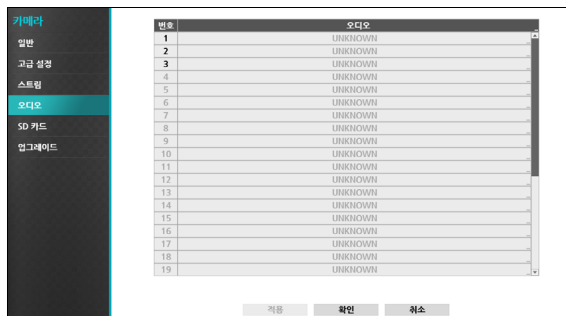 카메라
일반
고급 설정
스트림
오디오
SD 카드
업그레이드
번호 오디오
1 UNKNOWN
2 UNKNOWN
3 UNKNOWN
4 UNKNOWN
5 UNKNOWN
6 UNKNOWN
7 UNKNOWN
8 UNKNOWN
9 UNKNOWN
10 UNKNOWN
11 UNKNOWN
12 UNKNOWN
13 UNKNOWN
14 UNKNOWN
15 UNKNOWN
16 UNKNOWN
17 UNKNOWN
18 UNKNOWN
19 UNKNOWN
적용 확인 취소